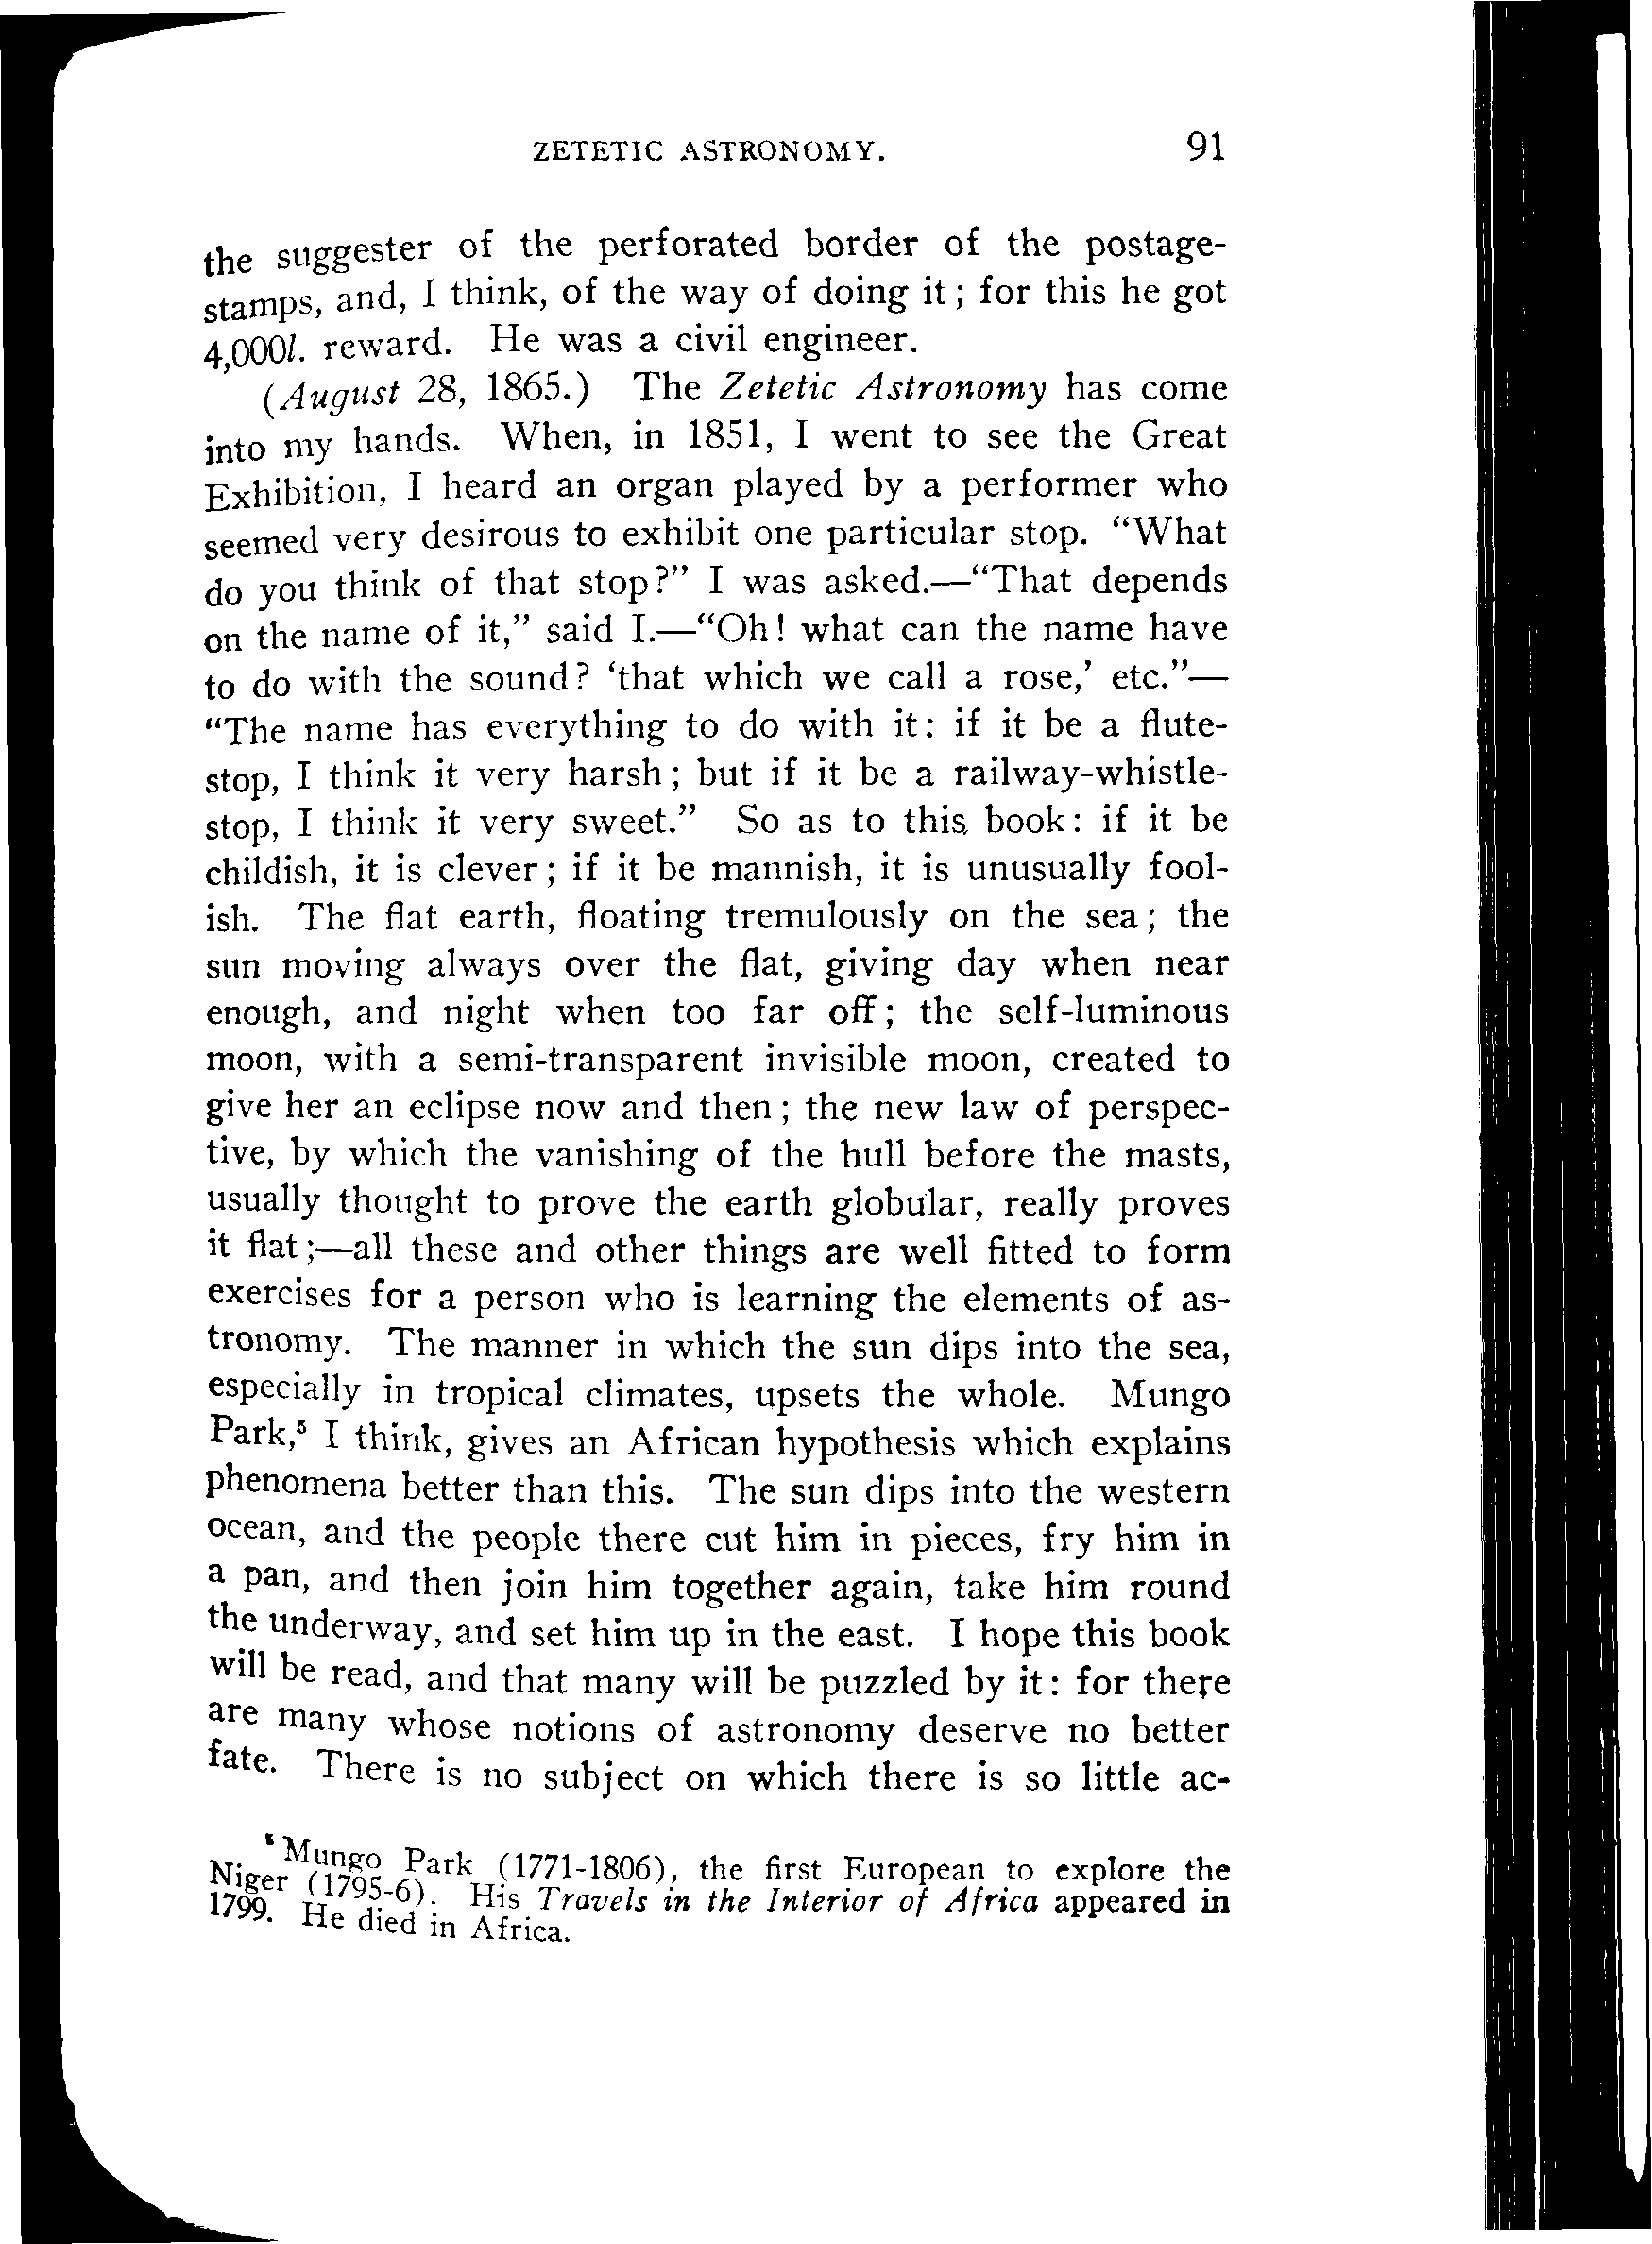 ZETETIC ASTRONOMY. 91
the suggester of the perforated border of the postage-
stamps, and, I think, of the way of doing it; for this he got
4,000l. reward. He was a civil engineer.
(August 28, 1865.) The Zetetic Astronomy has come
into my hands. When, in 1851, I went to see the Great
Exhibition, I heard an organ played by a performer who
seemed very desirous to exhibit one particular stop. “What
do you think of that stop?” I was asked.—“That depends
on the name of it,” said I.—“Oh! what can the name have
to do with the sound? ‘that which we call a rose,’ etc.”—
“The name has everything to do with it: if it be a flute-
stop, I think it very harsh; but if it be a railway-whistle-
stop, I think it very sweet.” So as to this book: if it be
childish, it is clever; if it be mannish, it is unusually fool-
ish. The flat earth, floating tremulously on the sea; the
sun moving always over the flat, giving day when near
enough, and night when too far off; the self-luminous
moon, with a semi-transparent invisible moon, created to
give her an eclipse now and then; the new law of perspec-
tive, by which the vanishing of the hull before the masts,
usually thought to prove the earth globular, really proves
it flat;—all these and other things are well fitted to form
exercises for a person who is learning the elements of as-
tronomy. The manner in which the sun dips into the sea,
especially in tropical climates, upsets the whole. Mungo
Park,⁵ I think, gives an African hypothesis which explains
phenomena better than this. The sun dips into the western
ocean, and the people there cut him in pieces, fry him in
a pan, and then join him together again, take him round
the underway, and set him up in the east. I hope this book
will be read, and that many will be puzzled by it: for there
are many whose notions of astronomy deserve no better
fate. There is no subject on which there is so little ac-
⁵ Mungo Park (1771-1806), the first European to explore the
Niger (1795-6). His Travels in the Interior of Africa appeared in
1799. He died in Africa.